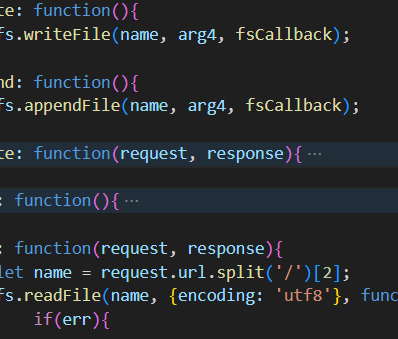 te: function(){
fs.writeFile(name, arg4, fsCallback);
nd: function(){
fs.appendFile(name, arg4, fsCallback);
te: function(request, response){ ···
: function(){ ···
: function(request, response){
let name = request.url.split('/')[2];
fs.readFile(name, {encoding: 'utf8'}, func
if(err){